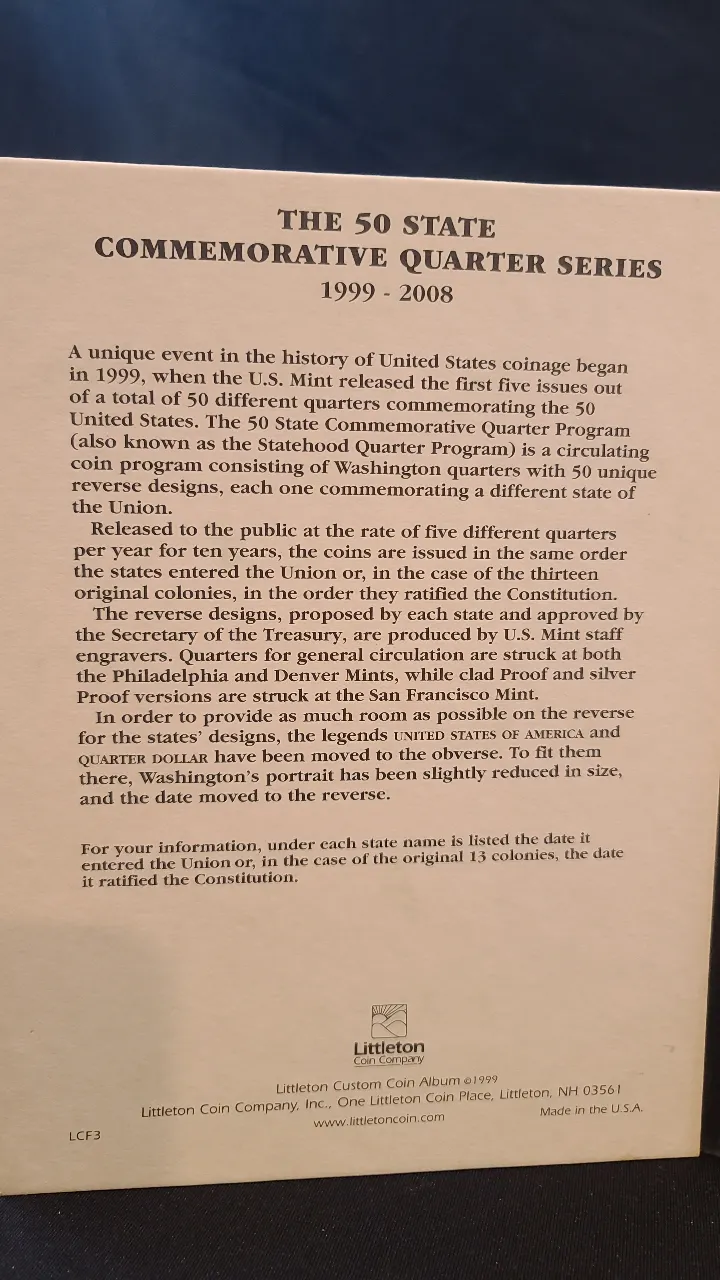 THE 50 STATE
COMMEMORATIVE QUARTER SERIES
1999 - 2008
A unique event in the history of United States coinage began
in 1999, when the U.S. Mint released the first five issues out
of a total of 50 different quarters commemorating the 50
United States. The 50 State Commemorative Quarter Program
(also known as the Statehood Quarter Program) is a circulating
coin program consisting of Washington quarters with 50 unique
reverse designs, each one commemorating a different state of
the Union.
Released to the public at the rate of five different quarters
per year for ten years, the coins are issued in the same order
the states entered the Union or, in the case of the thirteen
original colonies, in the order they ratified the Constitution.
The reverse designs, proposed by each state and approved by
the Secretary of the Treasury, are produced by U.S. Mint staff
engravers. Quarters for general circulation are struck at both
the Philadelphia and Denver Mints, while clad Proof and silver
Proof versions are struck at the San Francisco Mint.
In order to provide as much room as possible on the reverse
for the states' designs, the legends UNITED STATES OF AMERICA and
QUARTER DOLLAR have been moved to the obverse. To fit them
there, Washington's portrait has been slightly reduced in size,
and the date moved to the reverse.
For your information, under each state name is listed the date it
entered the Union or, in the case of the original 13 colonies, the date
it ratified the Constitution.
Littleton
Coin Company
Littleton Custom Coin Album ©1999
Littleton Coin Company, Inc., One Littleton Coin Place, Littleton, NH 03561
www.littletoncoin.com
Made in the U.S.A.
LCF3